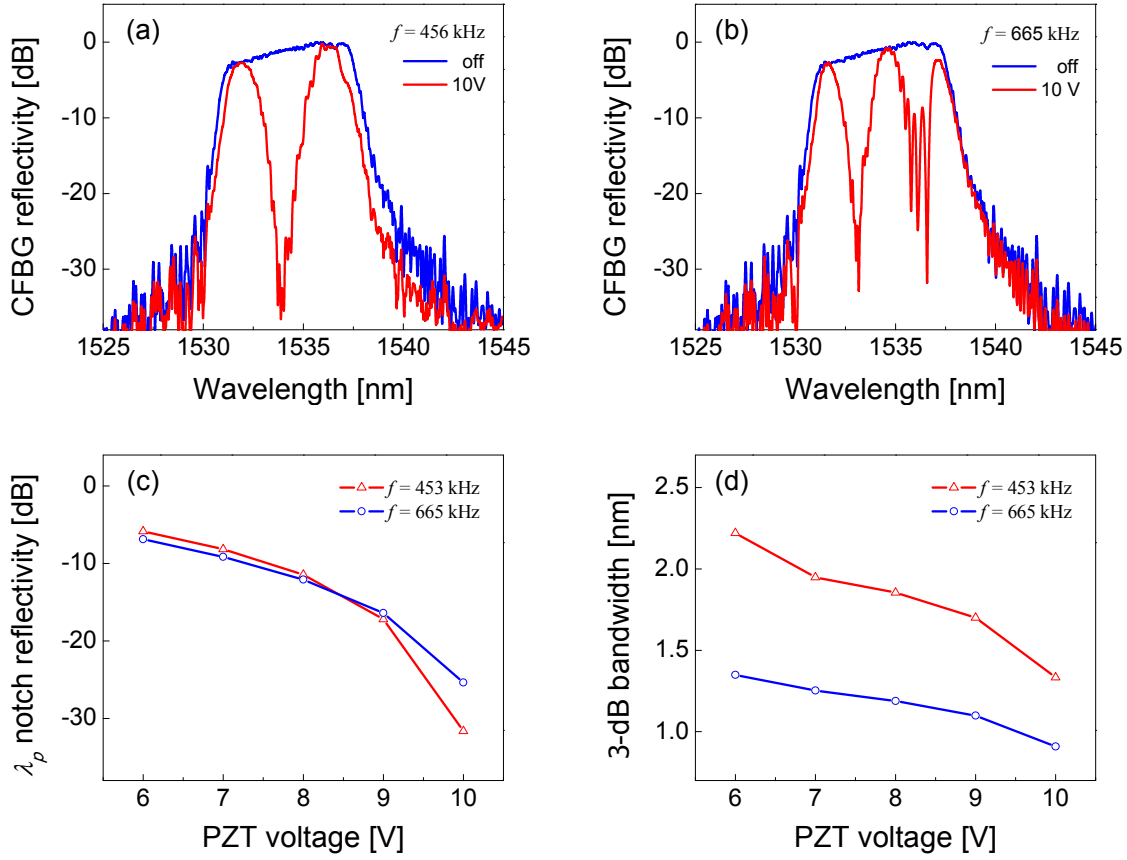 (a)
f = 456 kHz
off
10V
CFBG reflectivity [dB]
0
-10
-20
-30
1525 1530 1535 1540 1545
Wavelength [nm]
(b)
f = 665 kHz
off
10 V
CFBG reflectivity [dB]
0
-10
-20
-30
1525 1530 1535 1540 1545
Wavelength [nm]
(c)
f = 453 kHz
f = 665 kHz
λp notch reflectivity [dB]
0
-10
-20
-30
6 7 8 9 10
PZT voltage [V]
(d)
f = 453 kHz
f = 665 kHz
3-dB bandwidth [nm]
2.5
2.0
1.5
1.0
6 7 8 9 10
PZT voltage [V]